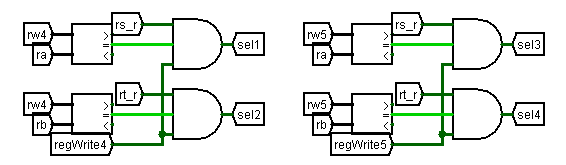 rw4 ra > = < rs_r sel1
rw4 rb > = < rt_r sel2
regWrite4
rw5 ra > = < rs_r sel3
rw5 rb > = < rt_r sel4
regWrite5